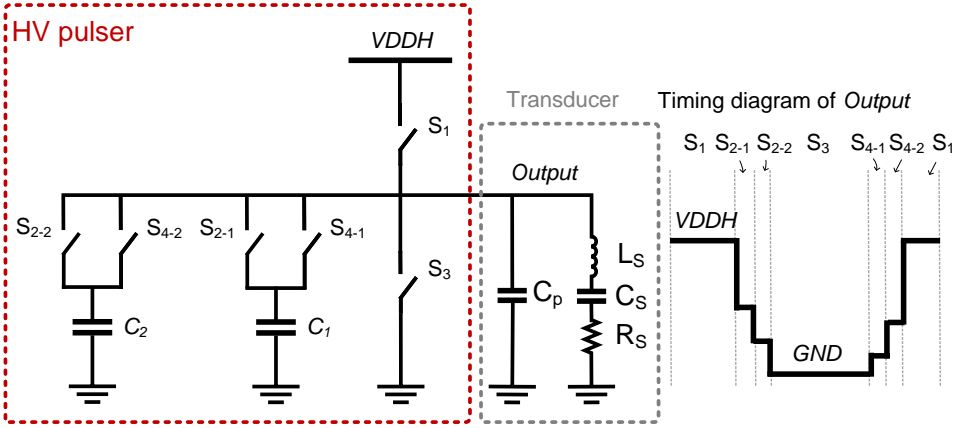 HV pulser
VDDH
Transducer
Timing diagram of Output
S1
S1 S2-1 S2-2 S3 S4-1 S4-2 S1
Output
S2-2 S4-2 S2-1 S4-1
VDDH
S3
LS
Cp CS
C2 C1
RS
GND